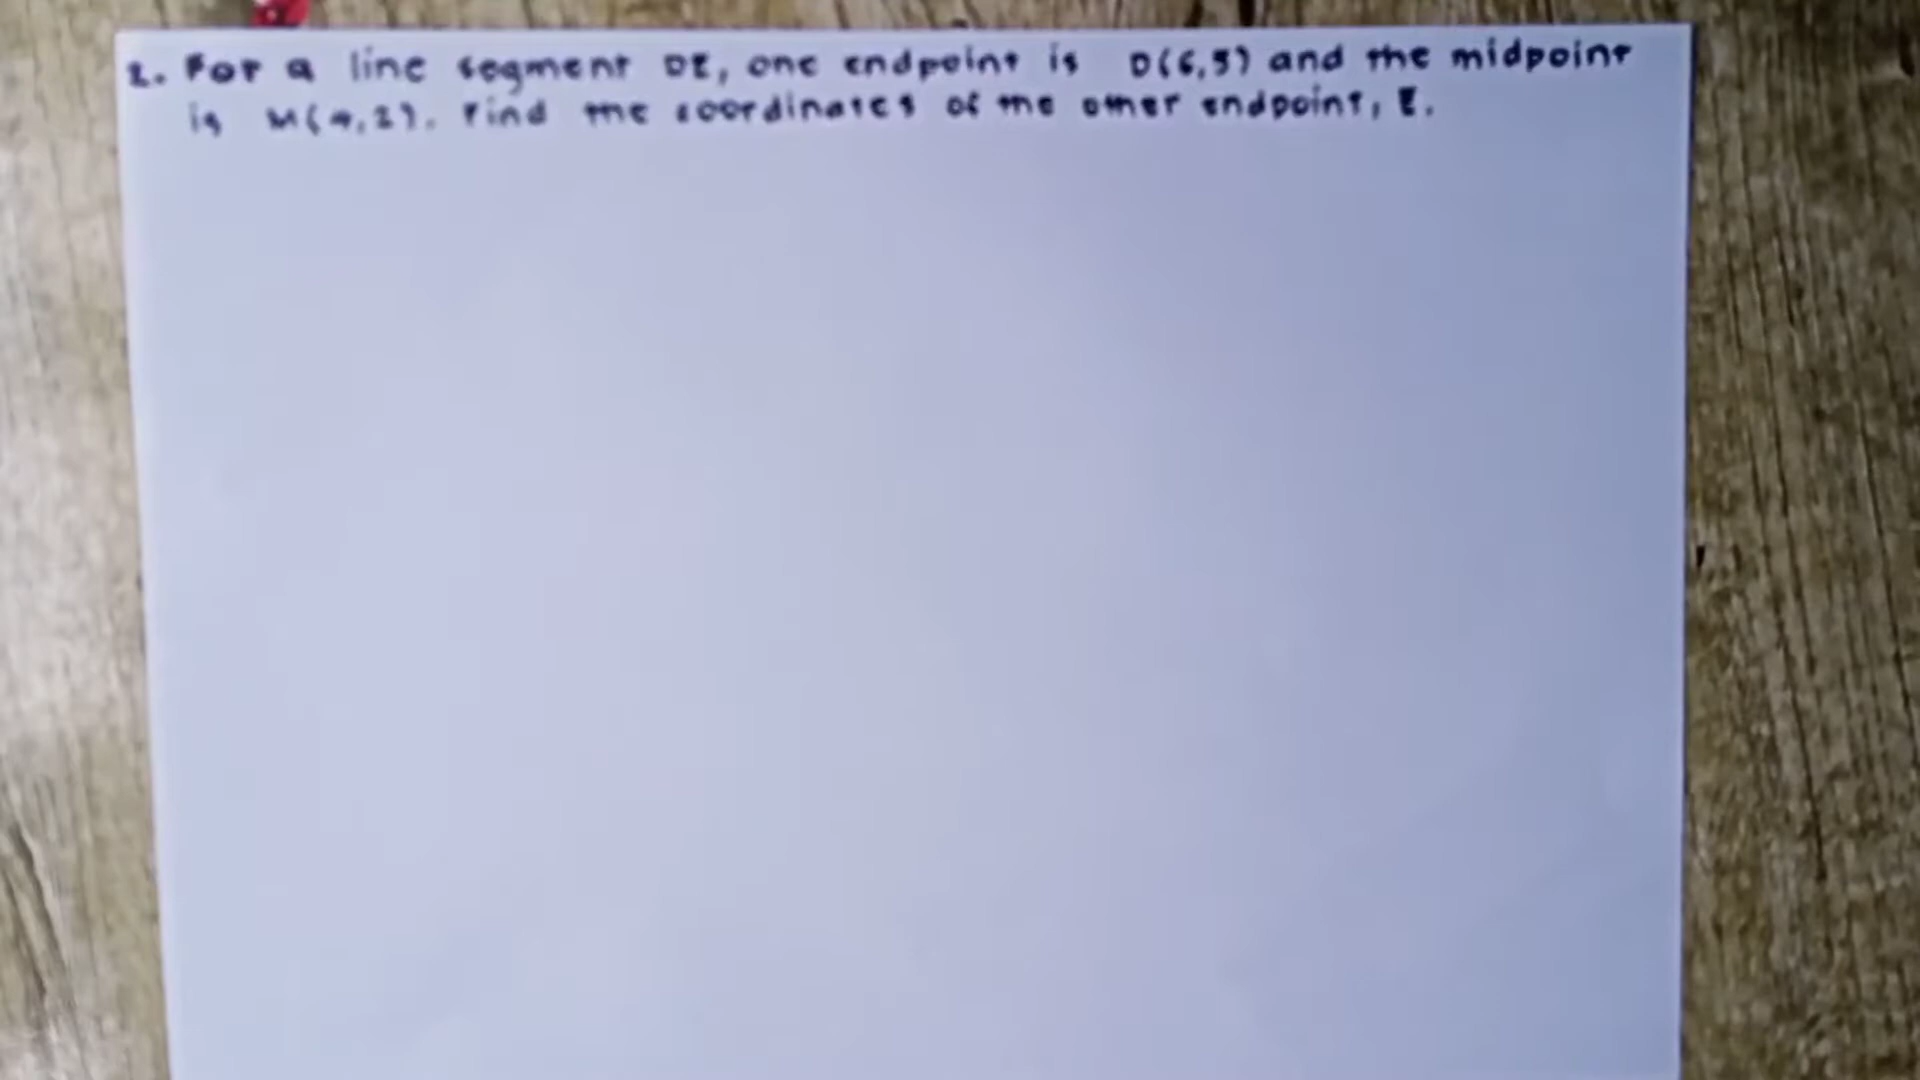 2. For a line segment DE, one endpoint is D(6,5) and the midpoint
is M(4,2). Find the coordinates of the other endpoint, E.